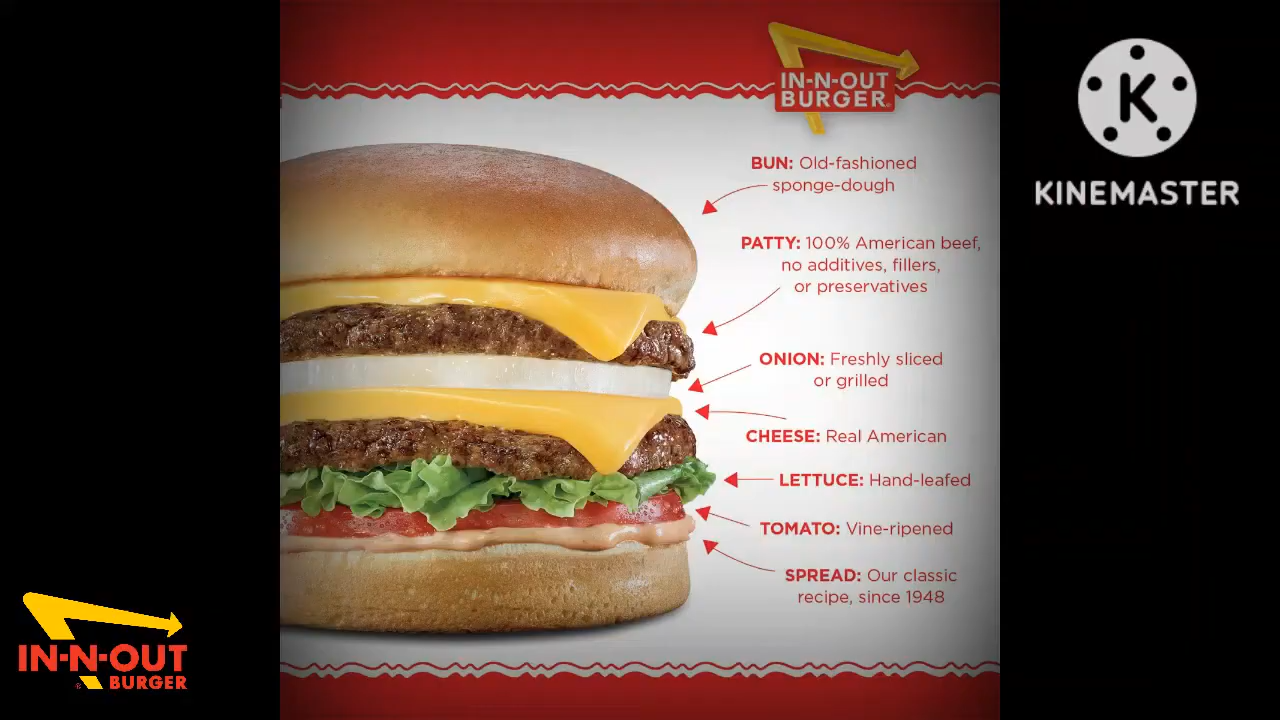 IN-N-OUT
BURGER
K
KINEMASTER
BUN: Old-fashioned
sponge-dough
PATTY: 100% American beef,
no additives, fillers,
or preservatives
ONION: Freshly sliced
or grilled
CHEESE: Real American
LETTUCE: Hand-leafed
TOMATO: Vine-ripened
SPREAD: Our classic
recipe, since 1948
IN-N-OUT
BURGER